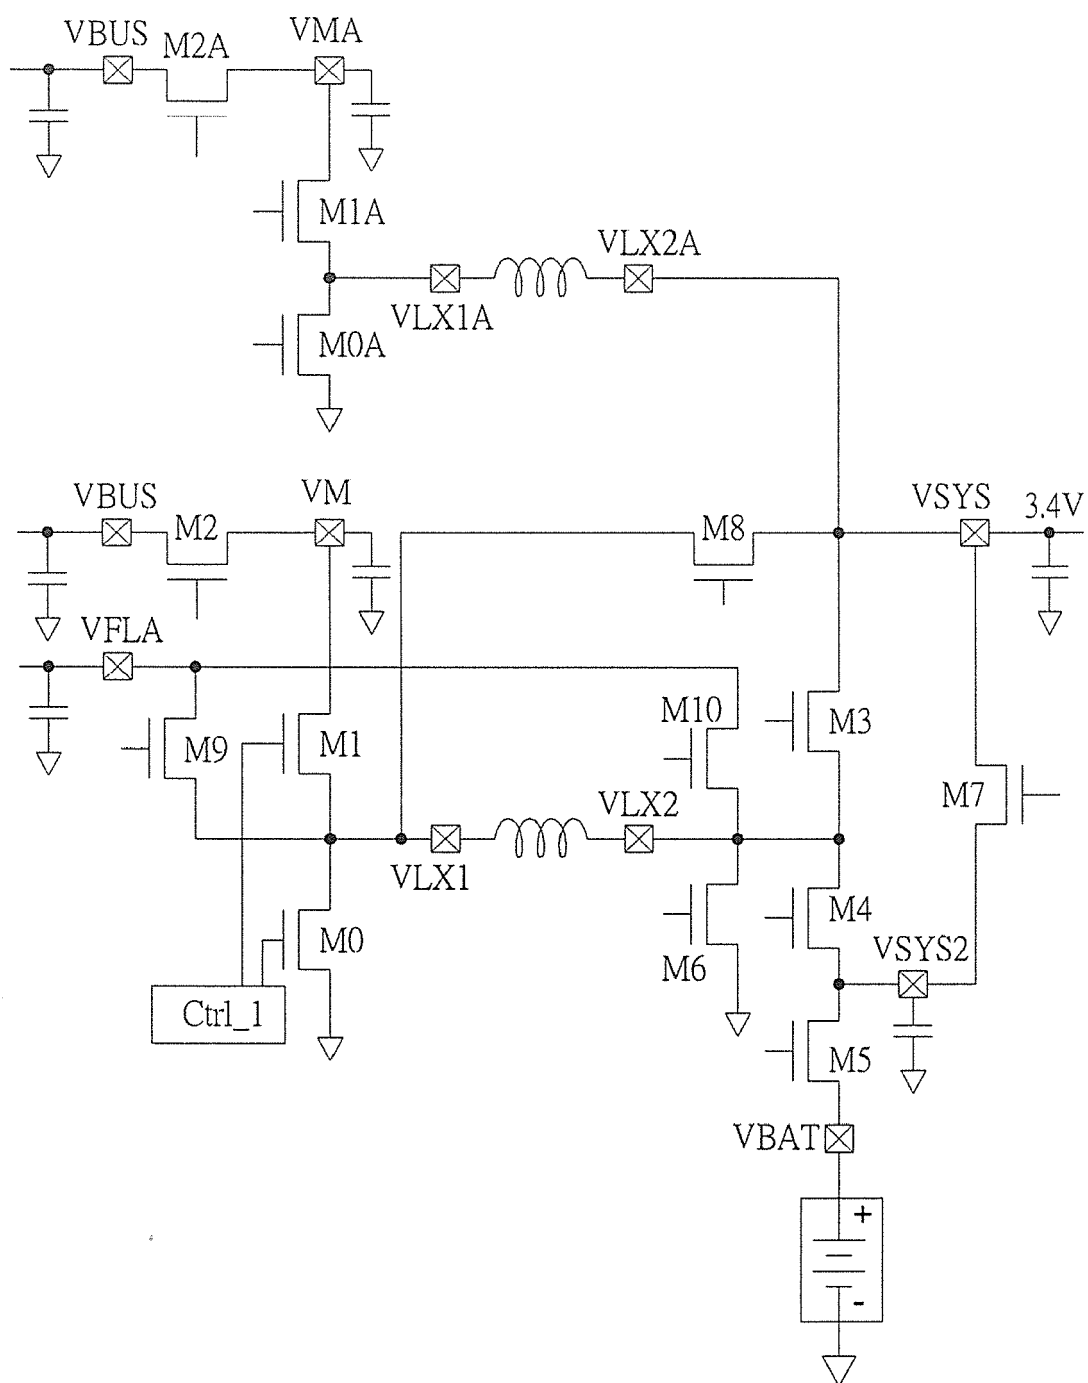 VBUS
M2A
VMA
M1A
VLX2A
VLX1A
M0A
VBUS
M2
VM
M8
VSYS
3.4V
VFLA
M10
M3
M9
M1
M7
VLX2
VLX1
M4
M0
M6
VSYS2
Ctrl_1
M5
VBAT
+
-